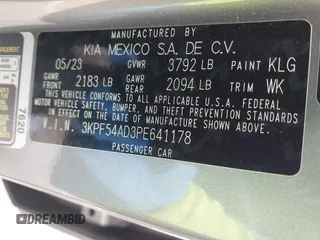 MANUFACTURED BY
KIA MEXICO S.A. DE C.V.
05/23 GVWR 3792 LB PAINT KLG
GAWR GAWR
2183 LB 2094 LB TRIM WK
THIS VEHICLE CONFORMS TO ALL APPLICABLE U.S. FEDERAL
MOTOR VEHICLE SAFETY, BUMPER, AND THEFT PREVENTION STANDARDS
IN EFFECT ON THE DATE OF MANUFACTURE SHOWN ABOVE.
V.I.N. 3KPF54AD3PE641178
PASSENGER CAR
7620
DREAMBID